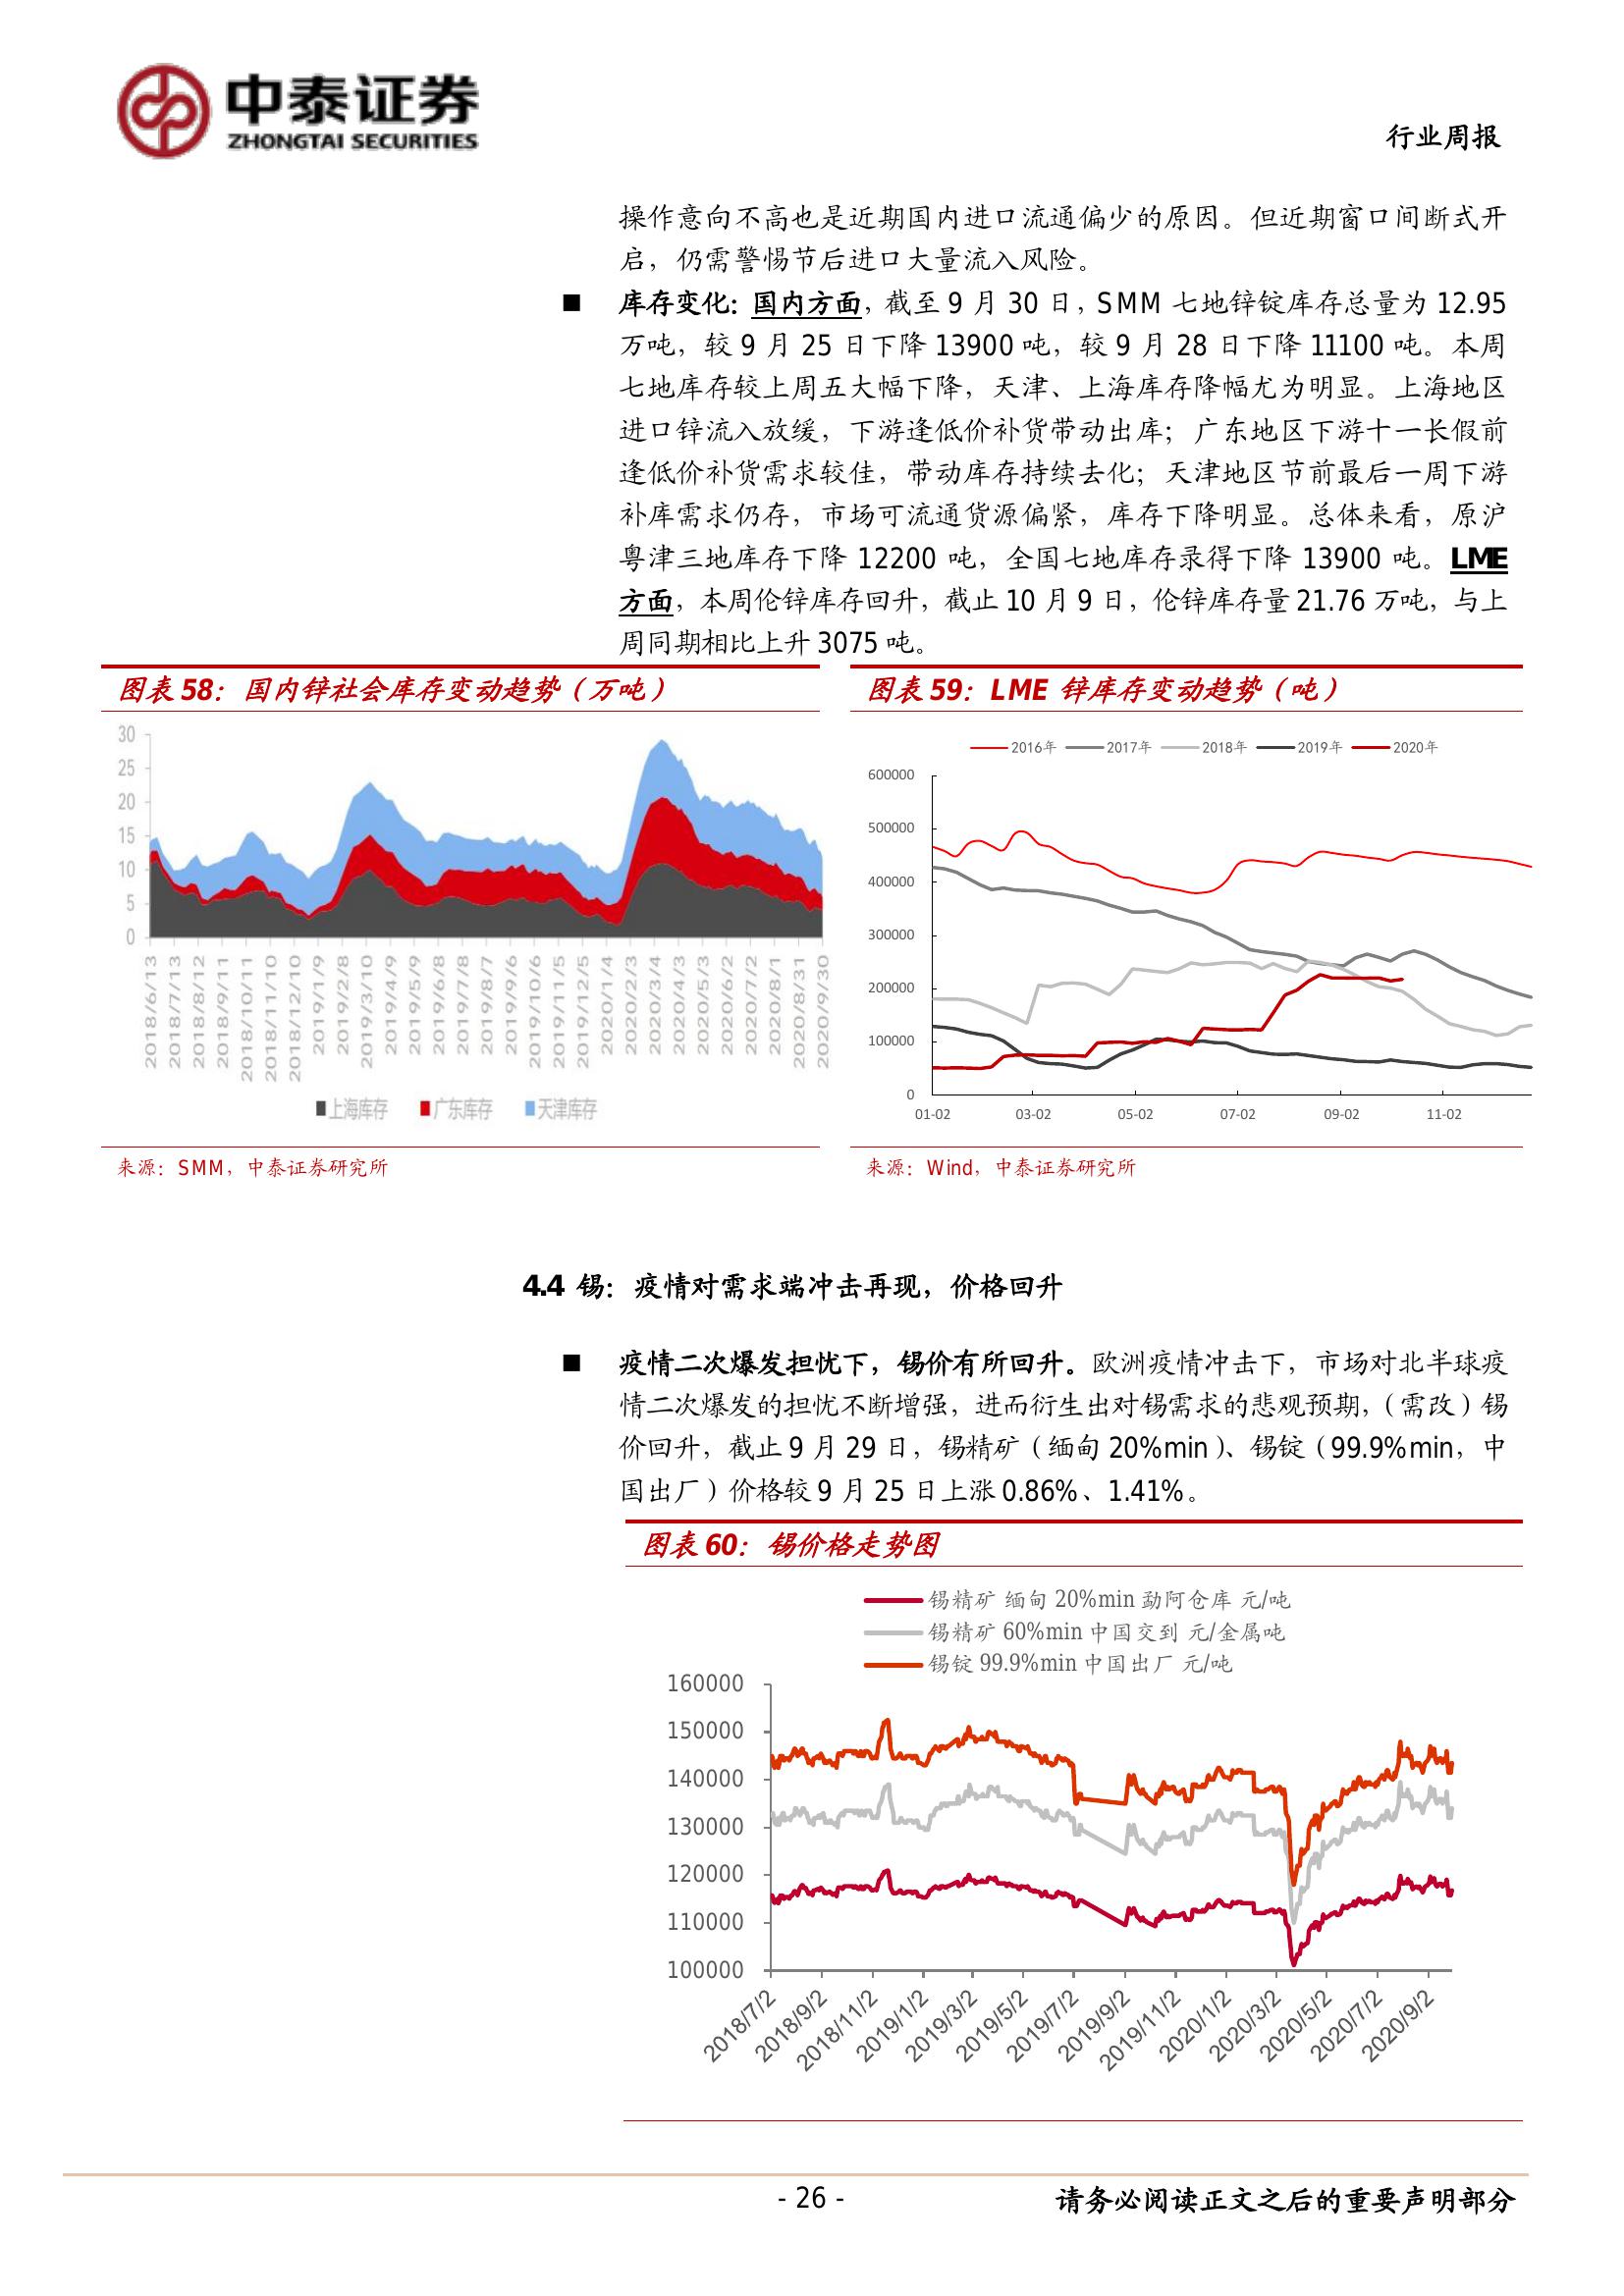 中泰证券
ZHONGTAI SECURITIES
行业周报
操作意向不高也是近期国内进口流通偏少的原因。但近期窗口间断式开
启，仍需警惕节后进口大量流入风险。
■ 库存变化：国内方面，截至 9 月 30 日，SMM 七地锌锭库存总量为 12.95
万吨，较 9 月 25 日下降 13900 吨，较 9 月 28 日下降 11100 吨。本周
七地库存较上周五大幅下降，天津、上海库存降幅尤为明显。上海地区
进口锌流入放缓，下游逢低价补货带动出库；广东地区下游十一长假前
逢低价补货需求较佳，带动库存持续去化；天津地区节前最后一周下游
补库需求仍存，市场可流通货源偏紧，库存下降明显。总体来看，原沪
粤津三地库存下降 12200 吨，全国七地库存录得下降 13900 吨。LME
方面，本周伦锌库存回升，截止 10 月 9 日，伦锌库存量 21.76 万吨，与上
周同期相比上升 3075 吨。
图表 58：国内锌社会库存变动趋势（万吨）
30
25
20
15
10
5
0
2018/6/13
2018/7/13
2018/8/12
2018/9/11
2018/10/11
2018/11/10
2018/12/10
2019/1/9
2019/2/8
2019/3/10
2019/4/9
2019/5/9
2019/6/8
2019/7/8
2019/8/7
2019/9/6
2019/10/6
2019/11/5
2019/12/5
2020/1/4
2020/2/3
2020/3/4
2020/4/3
2020/5/3
2020/6/2
2020/7/2
2020/8/1
2020/8/31
2020/9/30
上海库存 广东库存 天津库存
来源：SMM，中泰证券研究所
图表 59：LME 锌库存变动趋势（吨）
2016年 2017年 2018年 2019年 2020年
600000
500000
400000
300000
200000
100000
0
01-02 03-02 05-02 07-02 09-02 11-02
来源：Wind，中泰证券研究所
4.4 锡：疫情对需求端冲击再现，价格回升
■ 疫情二次爆发担忧下，锡价有所回升。欧洲疫情冲击下，市场对北半球疫
情二次爆发的担忧不断增强，进而衍生出对锡需求的悲观预期，（需改）锡
价回升，截止 9 月 29 日，锡精矿（缅甸 20%min）、锡锭（99.9%min，中
国出厂）价格较 9 月 25 日上涨 0.86%、1.41%。
图表 60：锡价格走势图
锡精矿 缅甸 20%min 勐阿仓库 元/吨
锡精矿 60%min 中国交到 元/金属吨
锡锭 99.9%min 中国出厂 元/吨
160000
150000
140000
130000
120000
110000
100000
2018/7/2
2018/9/2
2018/11/2
2019/1/2
2019/3/2
2019/5/2
2019/7/2
2019/9/2
2019/11/2
2020/1/2
2020/3/2
2020/5/2
2020/7/2
2020/9/2
- 26 -
请务必阅读正文之后的重要声明部分